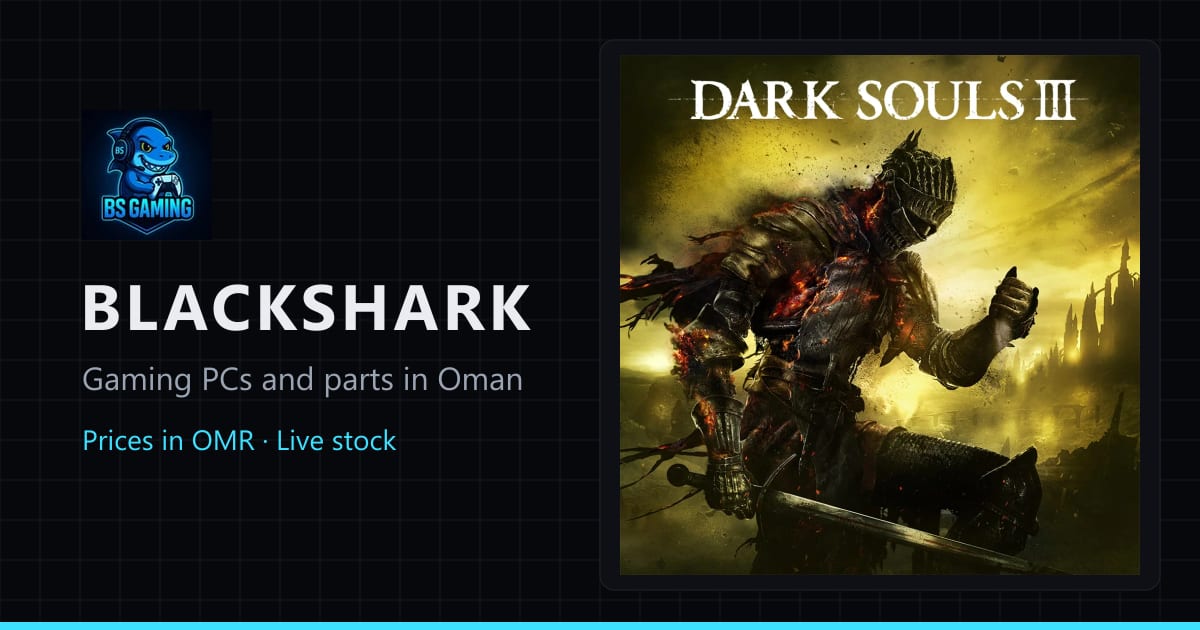 BS
BS GAMING
BLACKSHARK
Gaming PCs and parts in Oman
Prices in OMR · Live stock
DARK SOULS III